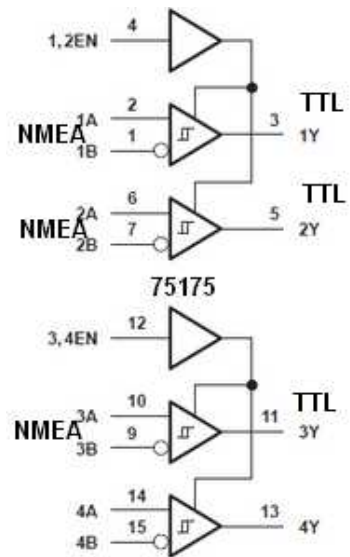 4
1,2EN
2
1A
TTL
3
NMEA
1
1Y
1B
6
2A
TTL
5
NMEA
7
2Y
2B
75175
12
3,4EN
10
3A
TTL
11
NMEA
9
3Y
3B
14
4A
13
15
4Y
4B